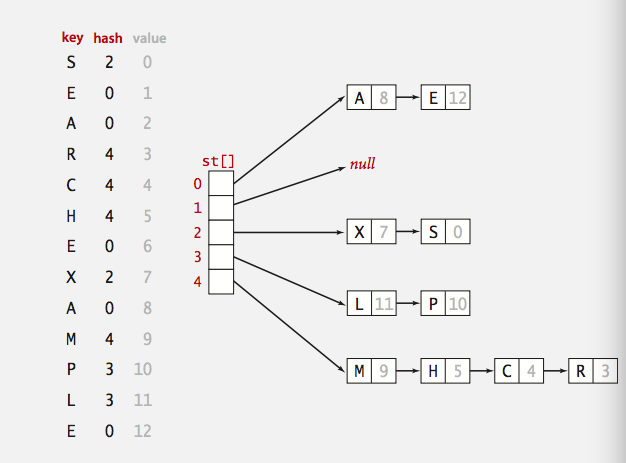 key hash value
S 2 0
E 0 1
A 0 2
R 4 3
C 4 4
H 4 5
E 0 6
X 2 7
A 0 8
M 4 9
P 3 10
L 3 11
E 0 12
st[]
0
1
2
3
4
A 8 E 12
null
X 7 S 0
L 11 P 10
M 9 H 5 C 4 R 3